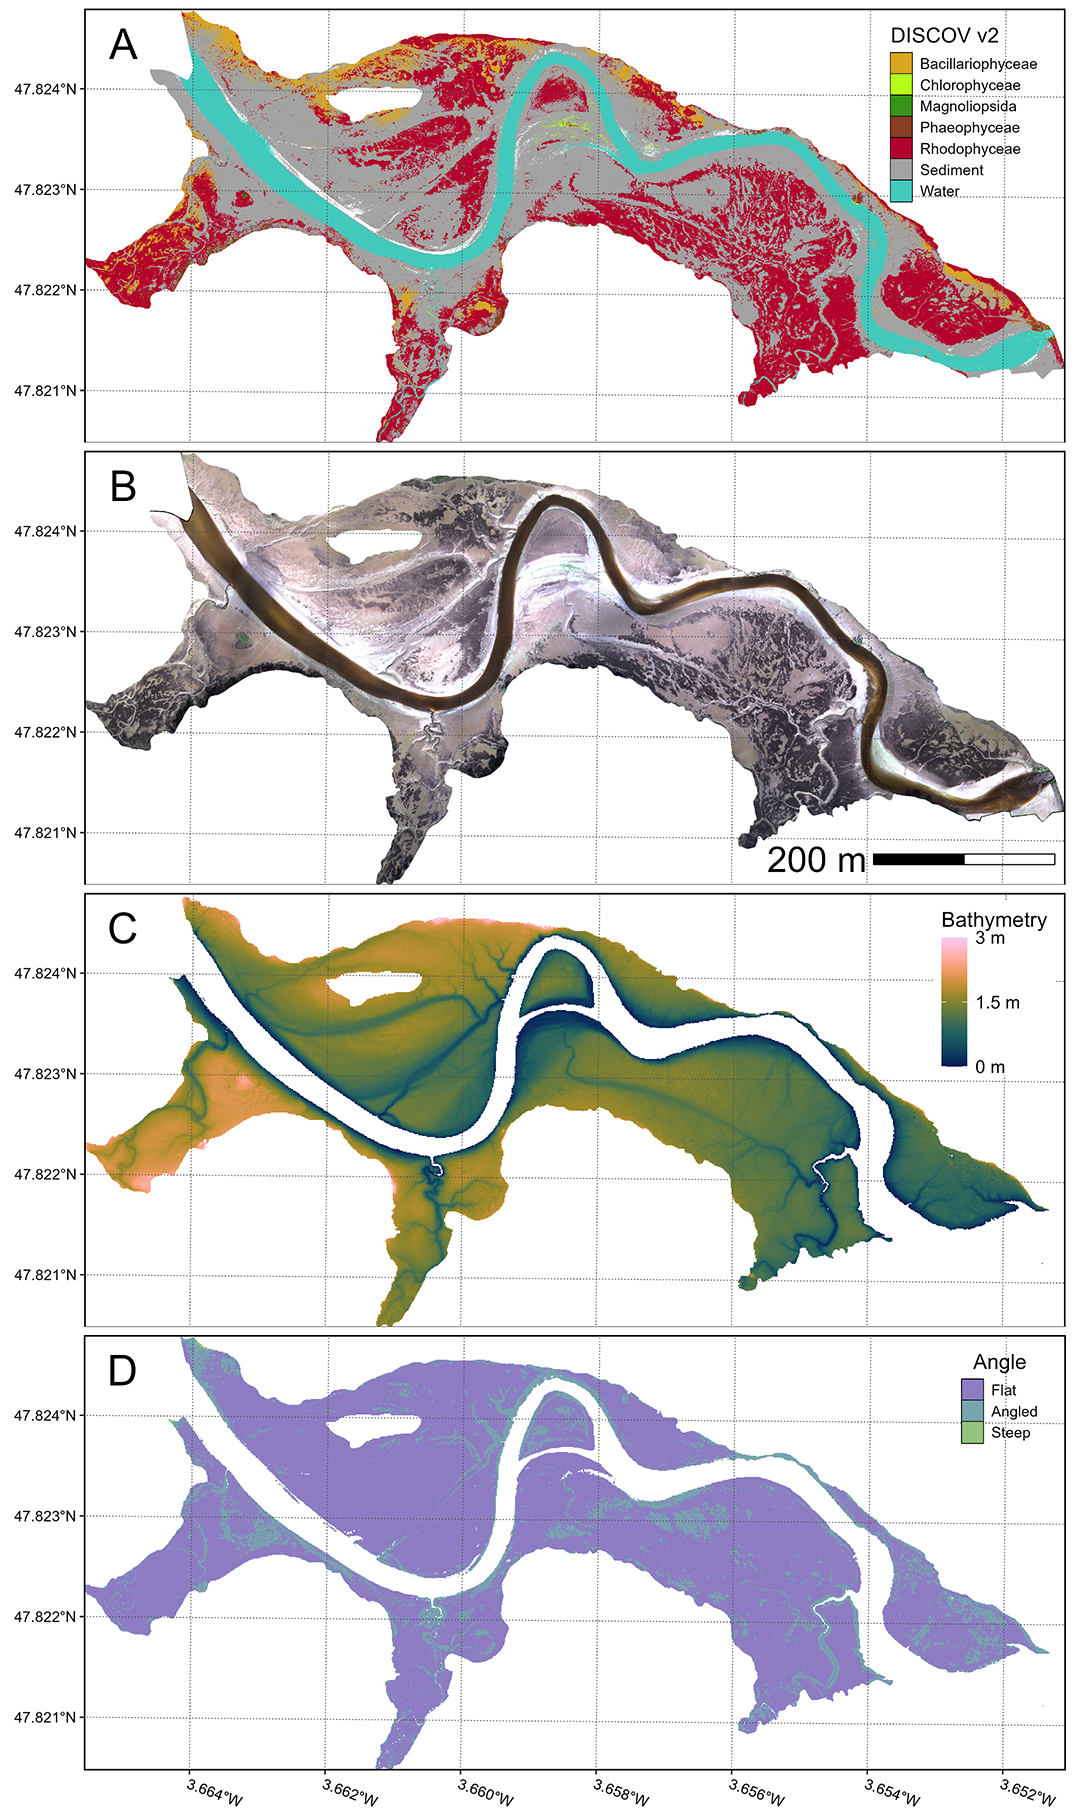 A
DISCOV v2
Bacillariophyceae
Chlorophyceae
Magnoliopsida
Phaeophyceae
Rhodophyceae
Sediment
Water
47.824°N
47.823°N
47.822°N
47.821°N
B
47.824°N
47.823°N
47.822°N
47.821°N
200 m
C
Bathymetry
3 m
1.5 m
0 m
47.824°N
47.823°N
47.822°N
47.821°N
D
Angle
Flat
Angled
Steep
47.824°N
47.823°N
47.822°N
47.821°N
3.664°W
3.662°W
3.660°W
3.658°W
3.656°W
3.654°W
3.652°W